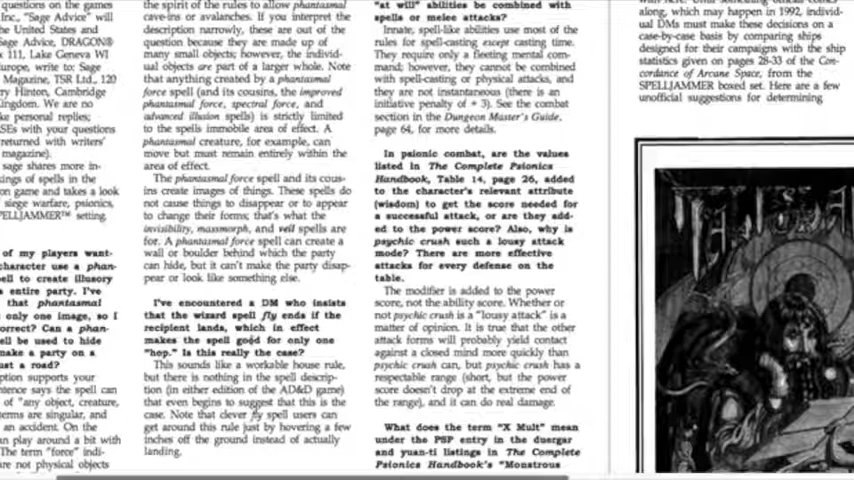 questions on the games
Inc., "Sage Advice" will
the United States and
Sage Advice, DRAGON®
x 111, Lake Geneva WI
urope, write to: Sage
Magazine, TSR Ltd., 120
ry Hinton, Cambridge
ingdom. We are no
ke personal replies;
SEs with your questions
returned with writers'
magazine).
sage shares more in-
kings of spells in the
on game and takes a look
siege warfare, psionics,
PELLJAMMER™ setting.
of my players want-
character use a phan-
ell to create illusory
s entire party. I've
that phantasmal
only one image, so I
orrect? Can a phan-
ell be used to hide
make a party on a
ust a road?
ption supports your
ntence says the spell can
of "any object, creature,
terms are singular, and
an accident. On the
an play around a bit with
The term "force" indi-
are not physical objects
the spirit of the rules to allow phantasmal
cave-ins or avalanches. If you interpret the
description narrowly, these are out of the
question because they are made up of
many small objects; however, the individ-
ual objects are part of a larger whole. Note
that anything created by a phantasmal
force spell (and its cousins, the improved
phantasmal force, spectral force, and
advanced illusion spells) is strictly limited
to the spells immobile area of effect. A
phantasmal creature, for example, can
move but must remain entirely within the
area of effect.
The phantasmal force spell and its cous-
ins create images of things. These spells do
not cause things to disappear or to appear
to change their forms; that's what the
invisibility, massmorph, and veil spells are
for. A phantasmal force spell can create a
wall or boulder behind which the party
can hide, but it can't make the party disap-
pear or look like something else.
I've encountered a DM who insists
that the wizard spell fly ends if the
recipient lands, which in effect
makes the spell good for only one
"hop." Is this really the case?
This sounds like a workable house rule,
but there is nothing in the spell descrip-
tion (in either edition of the AD&D game)
that even begins to suggest that this is the
case. Note that clever fly spell users can
get around this rule just by hovering a few
inches off the ground instead of actually
landing.
"at will" abilities be combined with
spells or melee attacks?
Innate, spell-like abilities use most of the
rules for spell-casting except casting time.
They require only a fleeting mental com-
mand; however, they cannot be combined
with spell-casting or physical attacks, and
they are not instantaneous (there is an
initiative penalty of + 3). See the combat
section in the Dungeon Master's Guide,
page 64, for more details.
In psionic combat, are the values
listed in The Complete Psionics
Handbook, Table 14, page 26, added
to the character's relevant attribute
(wisdom) to get the score needed for
a successful attack, or are they add-
ed to the power score? Also, why is
psychic crush such a lousy attack
mode? There are more effective
attacks for every defense on the
table.
The modifier is added to the power
score, not the ability score. Whether or
not psychic crush is a "lousy attack" is a
matter of opinion. It is true that the other
attack forms will probably yield contact
against a closed mind more quickly than
psychic crush can, but psychic crush has a
respectable range (short, but the power
score doesn't drop at the extreme end of
the range), and it can do real damage.
What does the term "X Mult" mean
under the PSP entry in the duergar
and yuan-ti listings in The Complete
Psionics Handbook's "Monstrous
along, which may happen in 1992, individ-
ual DMs must make these decisions on a
case-by-case basis by comparing ships
designed for their campaigns with the ship
statistics given on pages 28-33 of the Con-
cordance of Arcane Space, from the
SPELLJAMMER boxed set. Here are a few
unofficial suggestions for determining